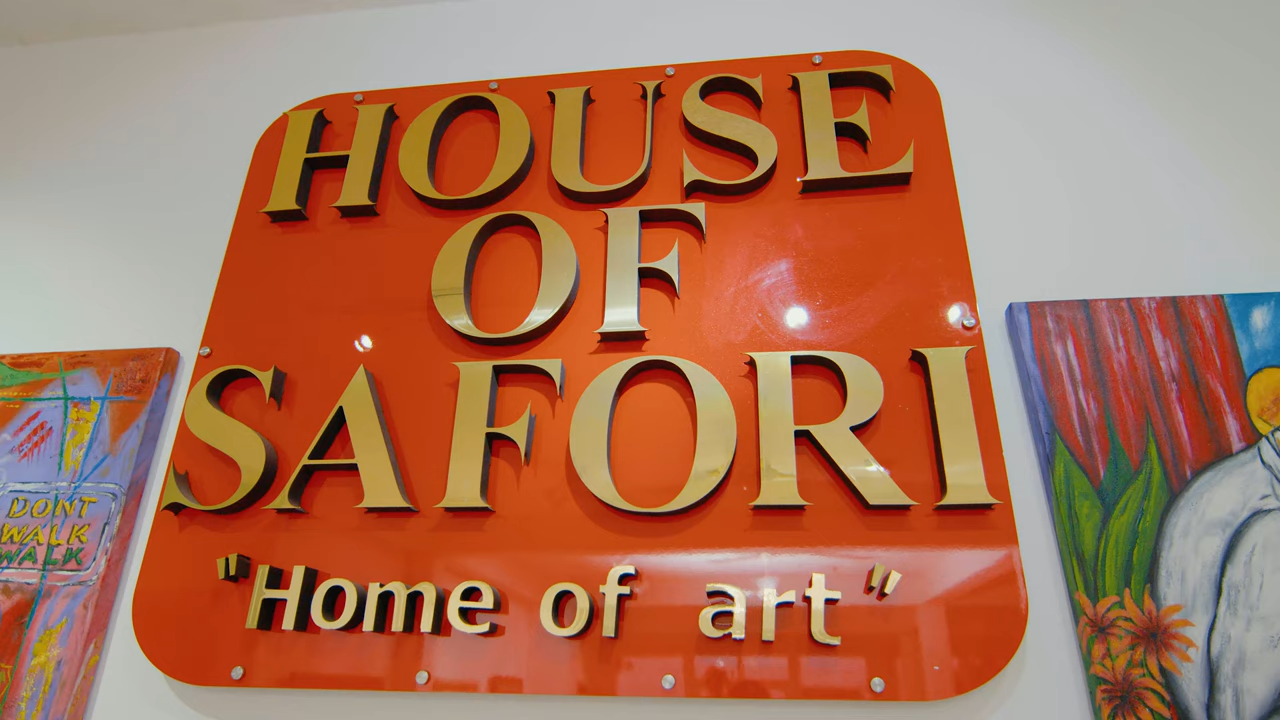 HOUSE
OF
SAFORI
"Home of art"
DONT
WALK
WALK